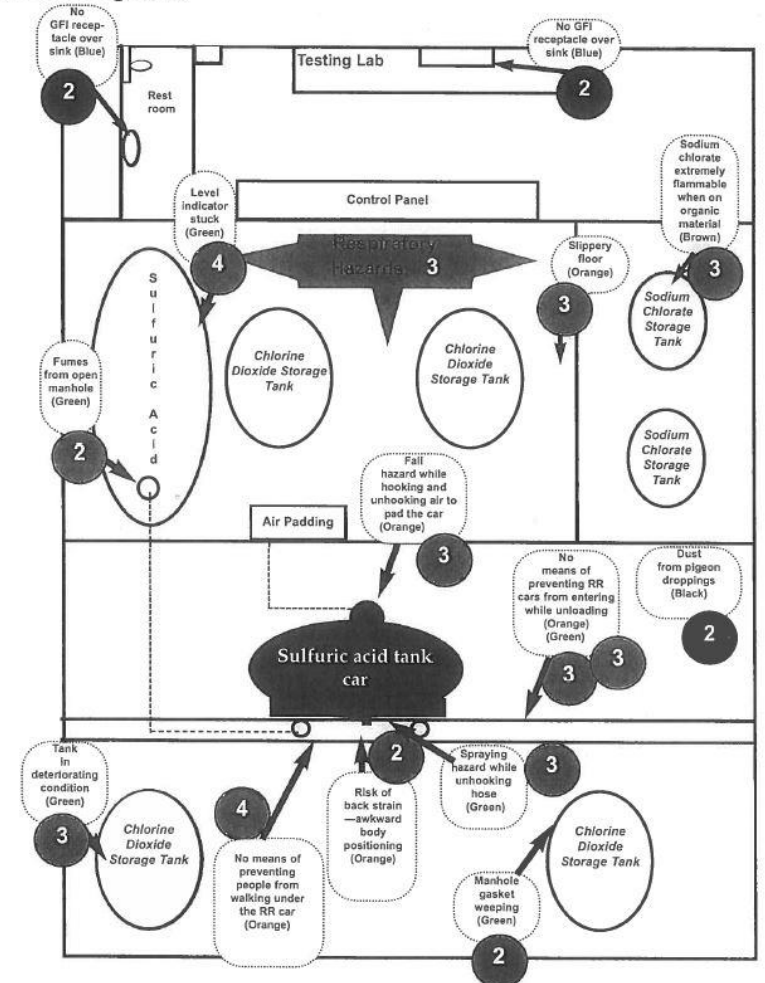 No
GFI recep-
tacle over
sink (Blue)
2
Rest
room
Testing Lab
No GFI
receptacle over
sink (Blue)
2
Control Panel
Sodium
chlorate
extremely
flammable
when on
organic
material
(Brown)
3
Level
indicator
stuck
(Green)
4
Respiratory
Hazards
3
Slippery
floor
(Orange)
3
Sulfuric Acid
Chlorine
Dioxide Storage
Tank
Chlorine
Dioxide Storage
Tank
Sodium
Chlorate
Storage
Tank
Fumes
from open
manhole
(Green)
2
Sodium
Chlorate
Storage
Tank
Air Padding
Fall
hazard while
hooking and
unhooking air to
pad the car
(Orange)
3
No
means of
preventing RR
cars from entering
while unloading
(Orange)
(Green)
3
3
Dust
from pigeon
droppings
(Black)
2
Sulfuric acid tank
car
Tank
In
deteriorating
condition
(Green)
3
Chlorine
Dioxide
Storage Tank
4
No means of
preventing
people from
walking under
the RR car
(Orange)
2
Risk of
back strain
—awkward
body
positioning
(Orange)
Spraying
hazard while
unhooking
hose
(Green)
3
Manhole
gasket
weeping
(Green)
2
Chlorine
Dioxide
Storage Tank